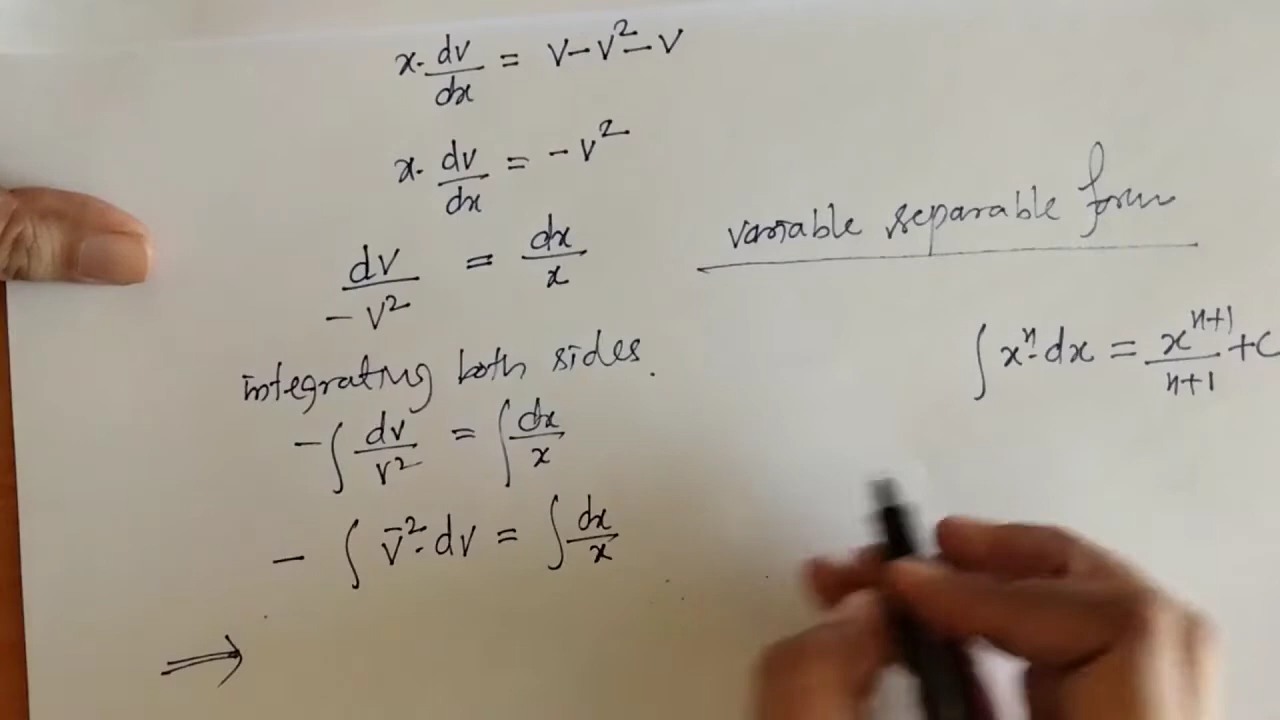 x. dv/dx = v-v²-v
x. dv/dx = -v²
dv/-v² = dx/x
variable separable form
∫xⁿ.dx = xⁿ⁺¹/n+1 +c
integrating both sides.
-∫dv/v² = ∫dx/x
- ∫v⁻².dv = ∫dx/x
⇒